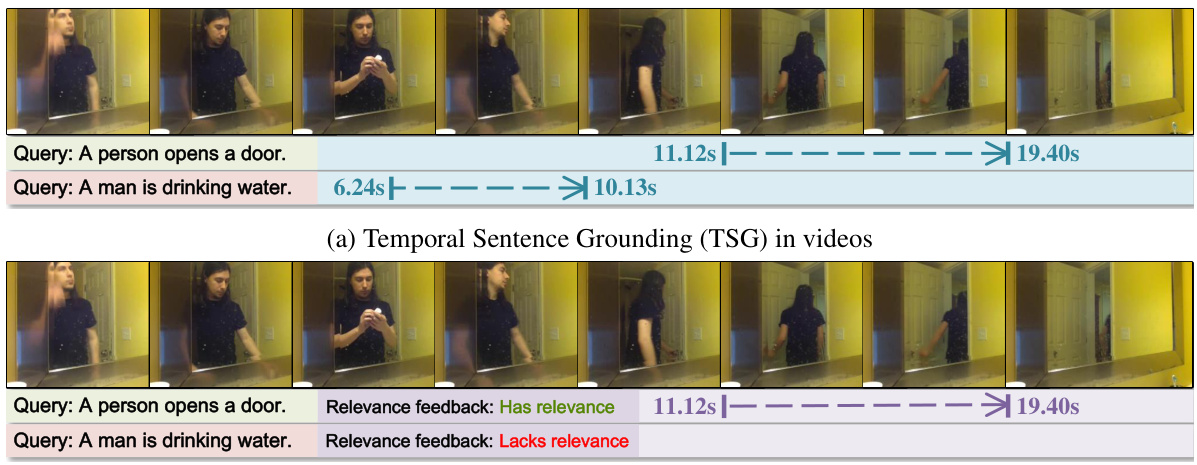 Query: A person opens a door. 11.12s 19.40s
Query: A man is drinking water. 6.24s 10.13s
(a) Temporal Sentence Grounding (TSG) in videos
Query: A person opens a door. Relevance feedback: Has relevance 11.12s 19.40s
Query: A man is drinking water. Relevance feedback: Lacks relevance